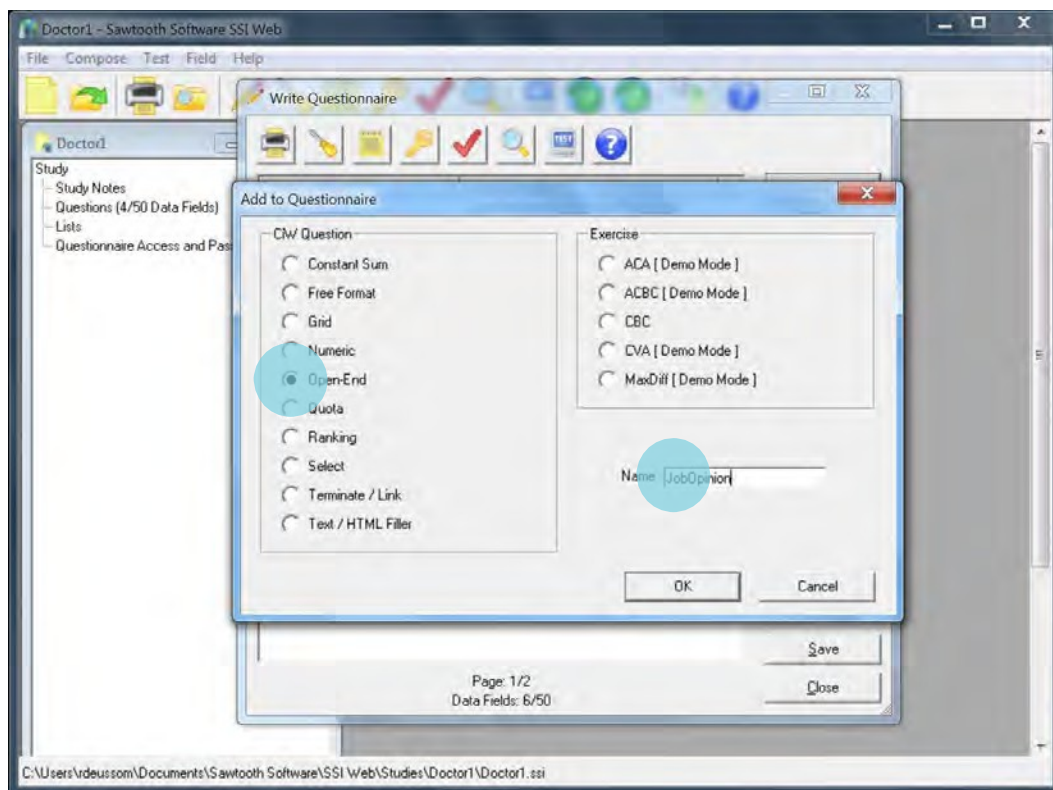 Doctor1 - Sawtooth Software SSI Web
File Compose Test Field Help
Write Questionnaire
Doctor1
TEST
Study
Study Notes
Questions (4/50 Data Fields)
Lists
Questionnaire Access and Pas
Add to Questionnaire
CiW Question
Constant Sum
Free Format
Grid
Numeric
Open-End
Quota
Ranking
Select
Terminate / Link
Text / HTML Filler
Exercise
ACA [ Demo Mode ]
ACBC [ Demo Mode ]
CBC
CVA [ Demo Mode ]
MaxDiff [ Demo Mode ]
Name JobOpinion
OK Cancel
Save
Page: 1/2
Data Fields: 6/50
Close
C:\Users\rdeussom\Documents\Sawtooth Software\SSI Web\Studies\Doctor1\Doctor1.ssi